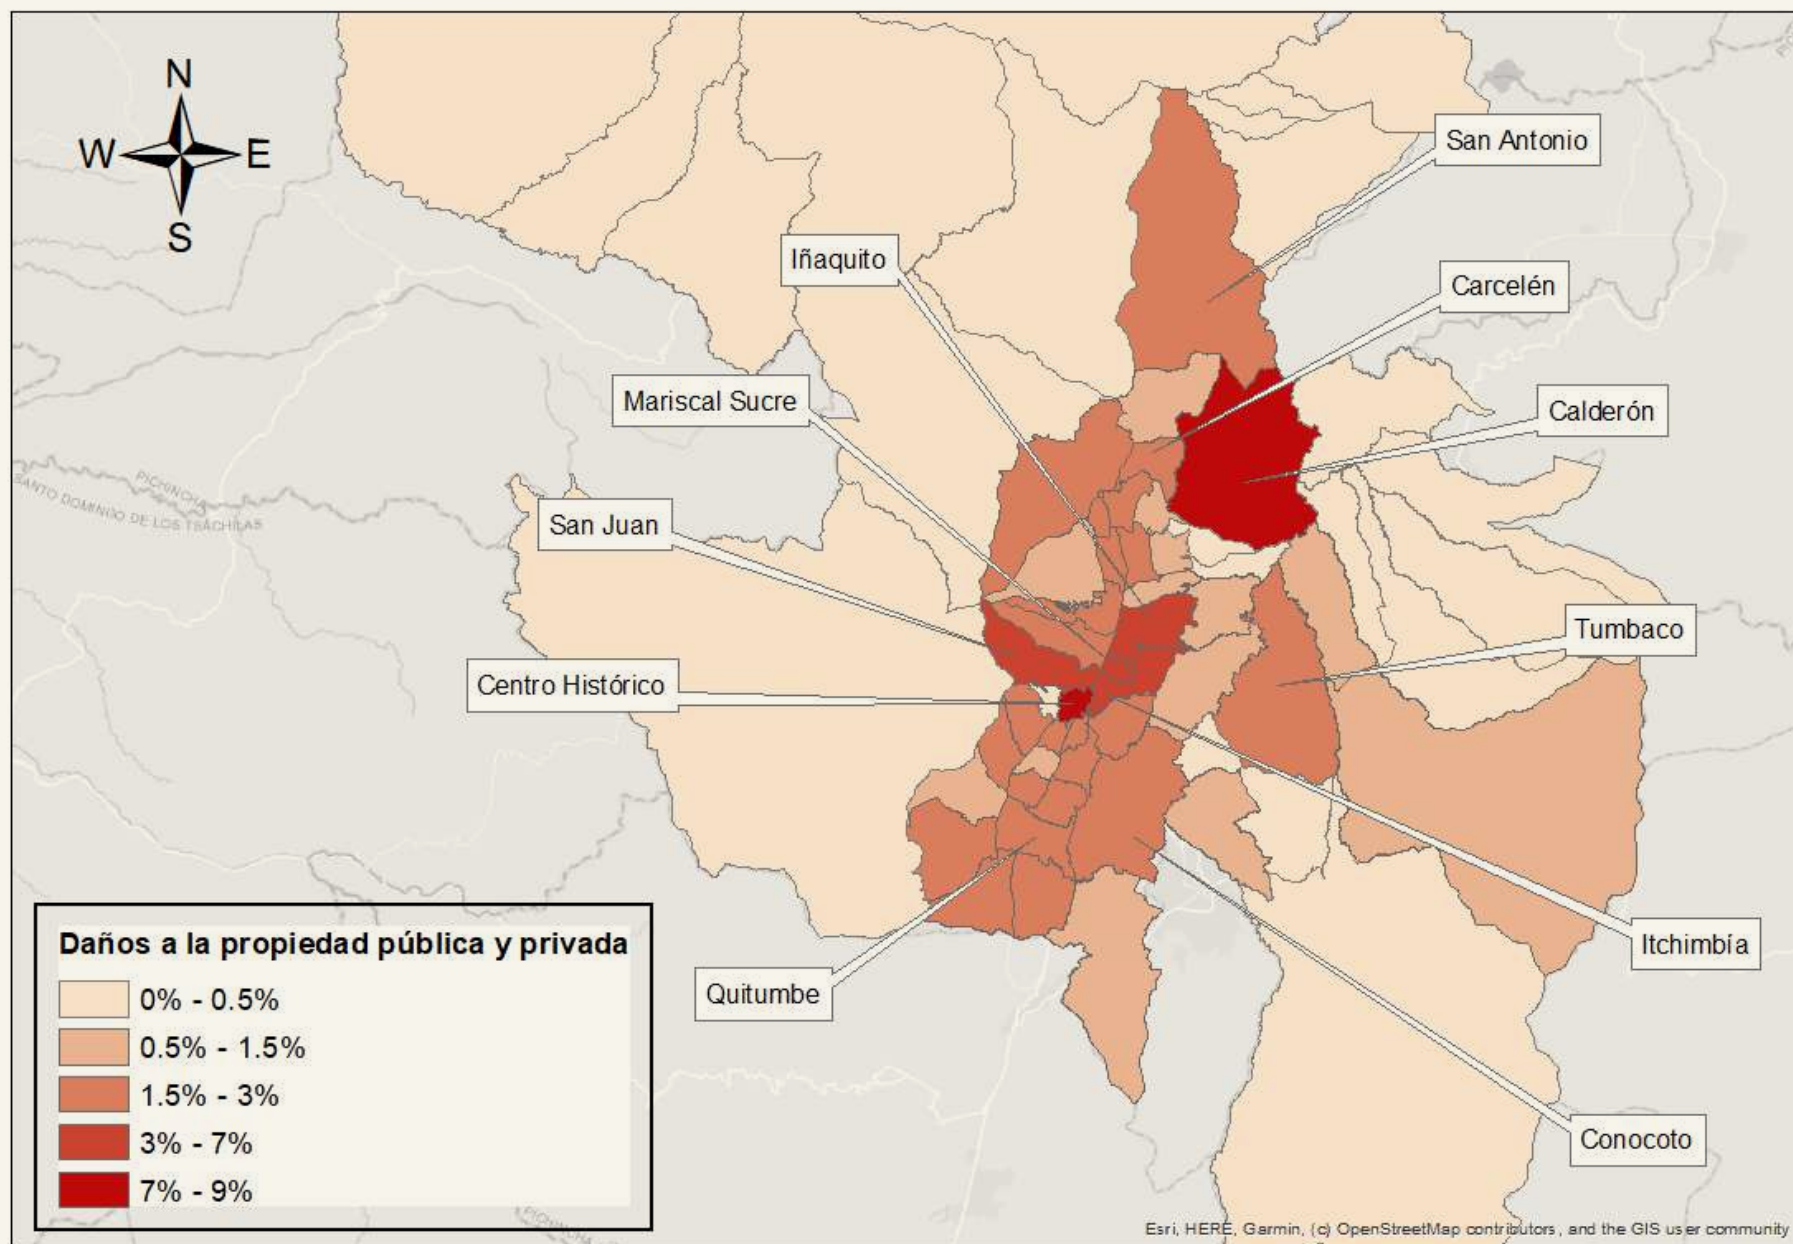 N
W E
S
San Antonio
Iñaquito
Carcelén
Mariscal Sucre
Calderón
PICHINCHA
SANTO DOMINGO DE LOS TSÁCHILAS
San Juan
Tumbaco
Centro Histórico
Itchimbía
Quitumbe
Conocoto
Daños a la propiedad pública y privada
0% - 0.5%
0.5% - 1.5%
1.5% - 3%
3% - 7%
7% - 9%
Esri, HERE, Garmin, (c) OpenStreetMap contributors, and the GIS user community